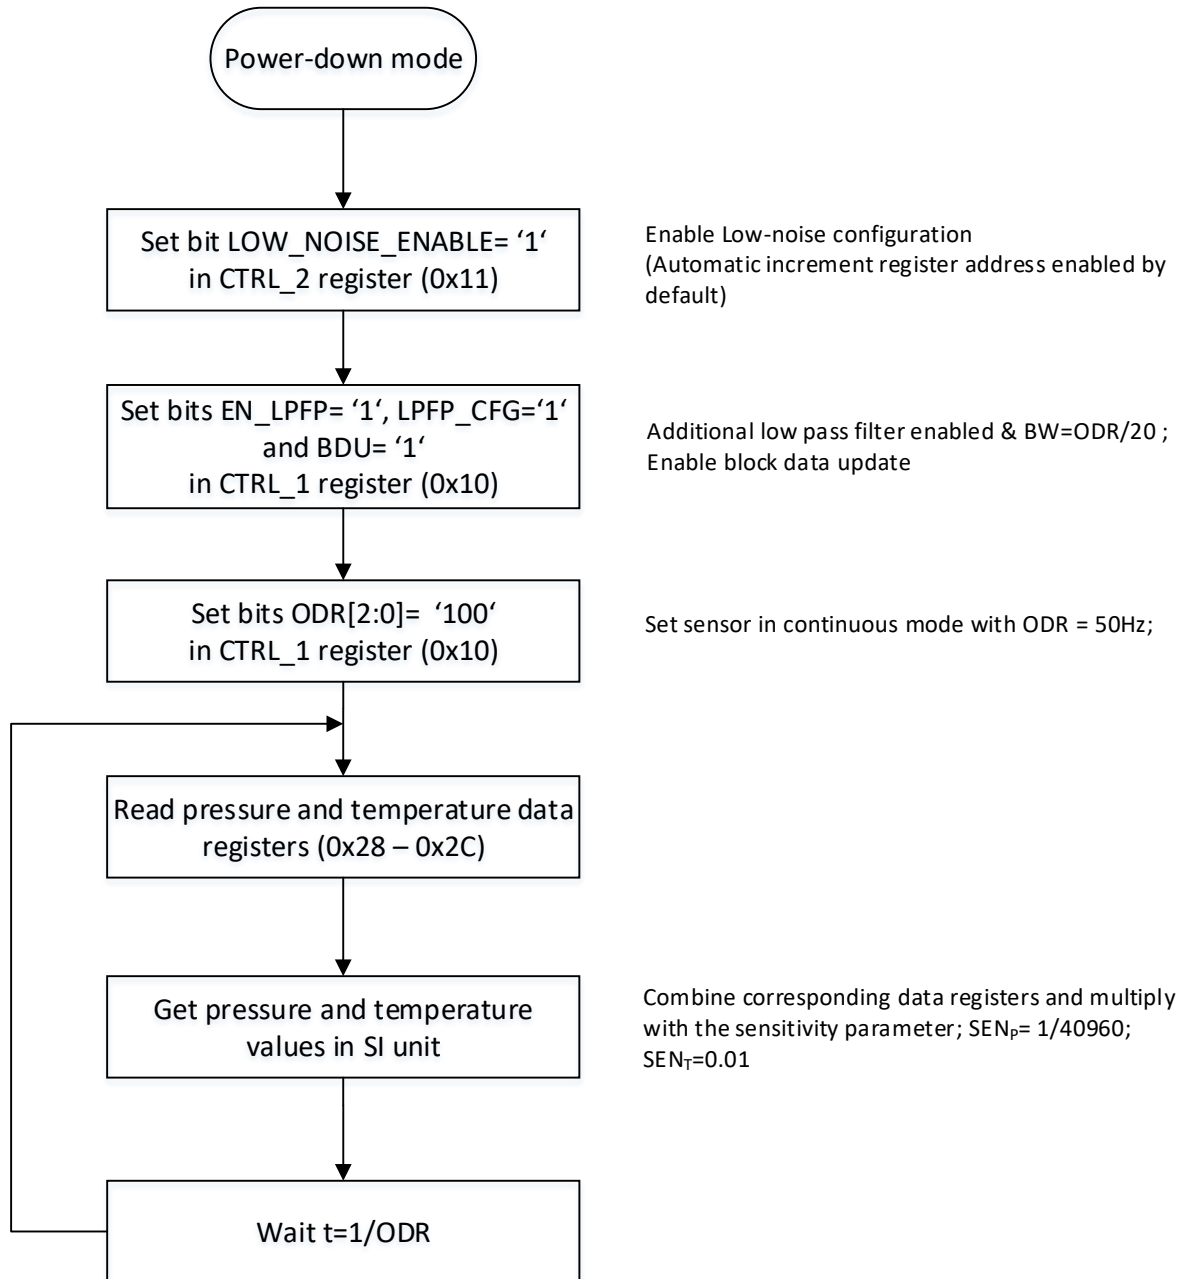 Power-down mode
Set bit LOW_NOISE_ENABLE= ‘1‘
in CTRL_2 register (0x11)
Enable Low-noise configuration
(Automatic increment register address enabled by
default)
Set bits EN_LPFP= ‘1‘, LPFP_CFG=‘1‘
and BDU= ‘1‘
in CTRL_1 register (0x10)
Additional low pass filter enabled & BW=ODR/20 ;
Enable block data update
Set bits ODR[2:0]=  ‘100‘
in CTRL_1 register (0x10)
Set sensor in continuous mode with ODR = 50Hz;
Read pressure and temperature data
registers (0x28 – 0x2C)
Get pressure and temperature
values in SI unit
Combine corresponding data registers and multiply
with the sensitivity parameter; SENP= 1/40960;
SENT=0.01
Wait t=1/ODR